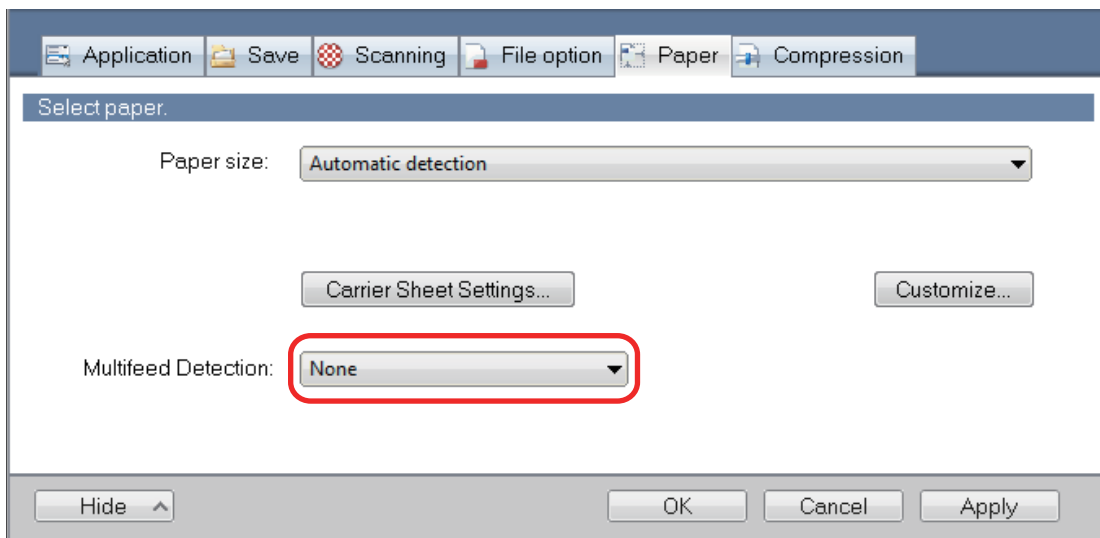 Application Save Scanning File option Paper Compression
Select paper.
Paper size: Automatic detection
Carrier Sheet Settings... Customize...
Multifeed Detection: None
Hide OK Cancel Apply